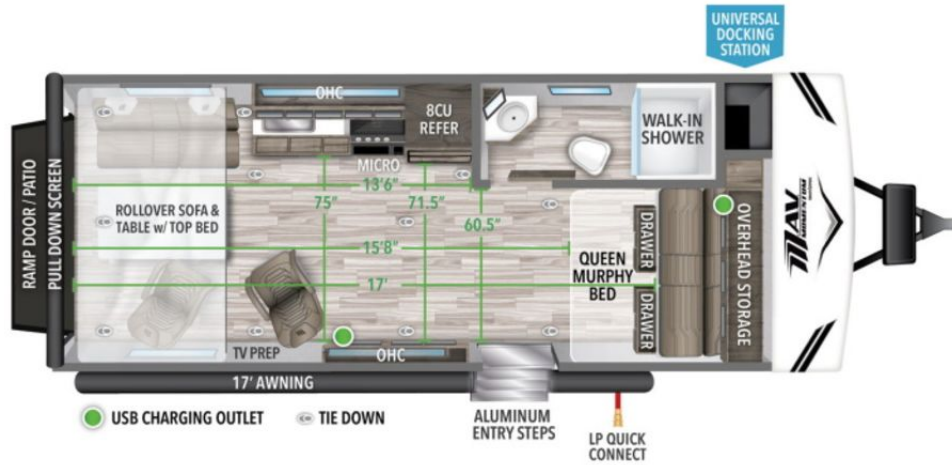 UNIVERSAL
DOCKING
STATION
OHC
8CU
REFER
WALK-IN
SHOWER
MICRO
13'6"
75"
71.5"
60.5"
RAMP DOOR / PATIO
PULL DOWN SCREEN
ROLLOVER SOFA &
TABLE w/ TOP BED
15'8"
17'
QUEEN
MURPHY
BED
DRAWER
DRAWER
OVERHEAD STORAGE
MAV
MOMENTUM
TV PREP
OHC
17' AWNING
USB CHARGING OUTLET
TIE DOWN
ALUMINUM
ENTRY STEPS
LP QUICK
CONNECT